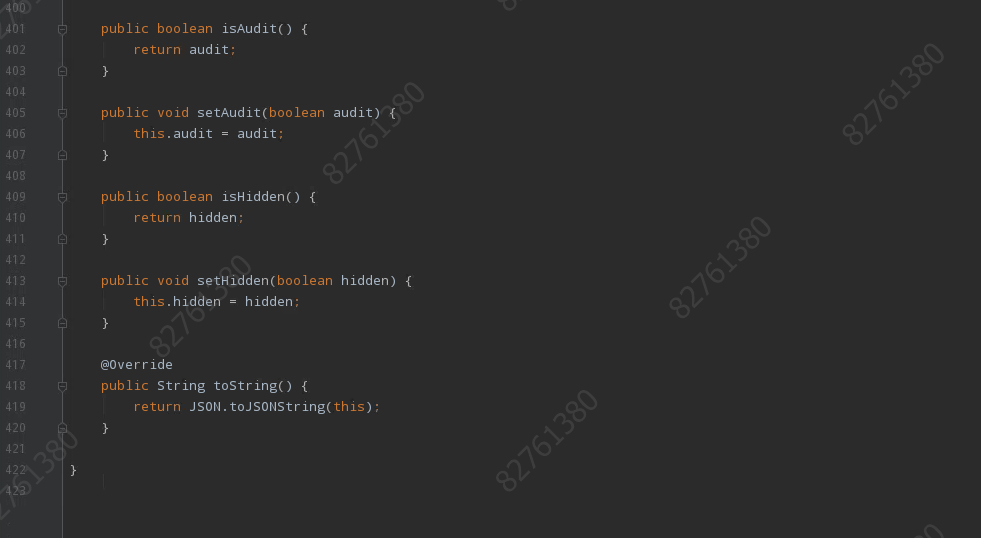 400
401 public boolean isAudit() {
402 return audit;
403 }
404
405 public void setAudit(boolean audit) {
406 this.audit = audit;
407 }
408
409 public boolean isHidden() {
410 return hidden;
411 }
412
413 public void setHidden(boolean hidden) {
414 this.hidden = hidden;
415 }
416
417 @Override
418 public String toString() {
419 return JSON.toJSONString(this);
420 }
421
422 }
423
82761380
82761380
82761380
82761380
82761380
82761380